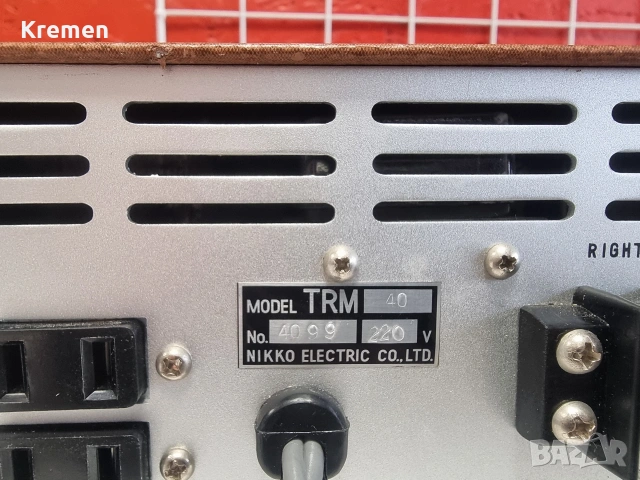 Kremen
RIGHT
MODEL TRM 40
No. 4099 220 V
NIKKO ELECTRIC CO.,LTD.
BAZAR